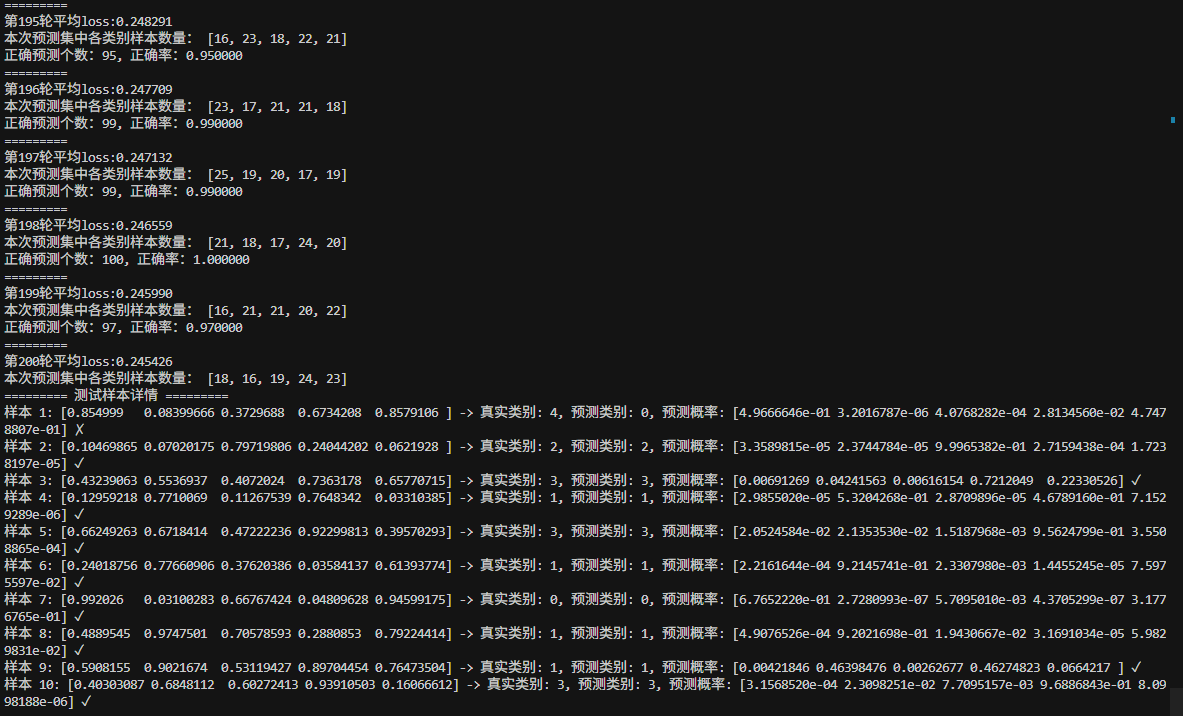 =========
第195轮平均loss:0.248291
本次预测集中各类别样本数量： [16, 23, 18, 22, 21]
正确预测个数：95, 正确率：0.950000
=========
第196轮平均loss:0.247709
本次预测集中各类别样本数量： [23, 17, 21, 21, 18]
正确预测个数：99, 正确率：0.990000
=========
第197轮平均loss:0.247132
本次预测集中各类别样本数量： [25, 19, 20, 17, 19]
正确预测个数：99, 正确率：0.990000
=========
第198轮平均loss:0.246559
本次预测集中各类别样本数量： [21, 18, 17, 24, 20]
正确预测个数：100, 正确率：1.000000
=========
第199轮平均loss:0.245990
本次预测集中各类别样本数量： [16, 21, 21, 20, 22]
正确预测个数：97, 正确率：0.970000
=========
第200轮平均loss:0.245426
本次预测集中各类别样本数量： [18, 16, 19, 24, 23]
========= 测试样本详情 =========
样本 1: [0.854999   0.08399666 0.3729688  0.6734208  0.8579106 ] -> 真实类别: 4, 预测类别: 0, 预测概率: [4.9666646e-01 3.2016787e-06 4.0768282e-04 2.8134560e-02 4.747
8807e-01] ✗
样本 2: [0.10469865 0.07020175 0.79719806 0.24044202 0.0621928 ] -> 真实类别: 2, 预测类别: 2, 预测概率: [3.3589815e-05 2.3744784e-05 9.9965382e-01 2.7159438e-04 1.723
8197e-05] ✓
样本 3: [0.43239063 0.5536937  0.4072024  0.7363178  0.65770715] -> 真实类别: 3, 预测类别: 3, 预测概率: [0.00691269 0.04241563 0.00616154 0.7212049  0.22330526] ✓
样本 4: [0.12959218 0.7710069  0.11267539 0.7648342  0.03310385] -> 真实类别: 1, 预测类别: 1, 预测概率: [2.9855020e-05 5.3204268e-01 2.8709896e-05 4.6789160e-01 7.152
9289e-06] ✓
样本 5: [0.66249263 0.6718414  0.47222236 0.92299813 0.39570293] -> 真实类别: 3, 预测类别: 3, 预测概率: [2.0524584e-02 2.1353530e-02 1.5187968e-03 9.5624799e-01 3.550
8865e-04] ✓
样本 6: [0.24018756 0.77660906 0.37620386 0.03584137 0.61393774] -> 真实类别: 1, 预测类别: 1, 预测概率: [2.2161644e-04 9.2145741e-01 2.3307980e-03 1.4455245e-05 7.597
5597e-02] ✓
样本 7: [0.992026   0.03100283 0.66767424 0.04809628 0.94599175] -> 真实类别: 0, 预测类别: 0, 预测概率: [6.7652220e-01 2.7280993e-07 5.7095010e-03 4.3705299e-07 3.177
6765e-01] ✓
样本 8: [0.4889545  0.9747501  0.70578593 0.2880853  0.79224414] -> 真实类别: 1, 预测类别: 1, 预测概率: [4.9076526e-04 9.2021698e-01 1.9430667e-02 3.1691034e-05 5.982
9831e-02] ✓
样本 9: [0.5908155  0.9021674  0.53119427 0.89704454 0.76473504] -> 真实类别: 1, 预测类别: 1, 预测概率: [0.00421846 0.46398476 0.00262677 0.46274823 0.0664217 ] ✓
样本 10: [0.40303087 0.6848112  0.60272413 0.93910503 0.16066612] -> 真实类别: 3, 预测类别: 3, 预测概率: [3.1568520e-04 2.3098251e-02 7.7095157e-03 9.6886843e-01 8.09
98188e-06] ✓